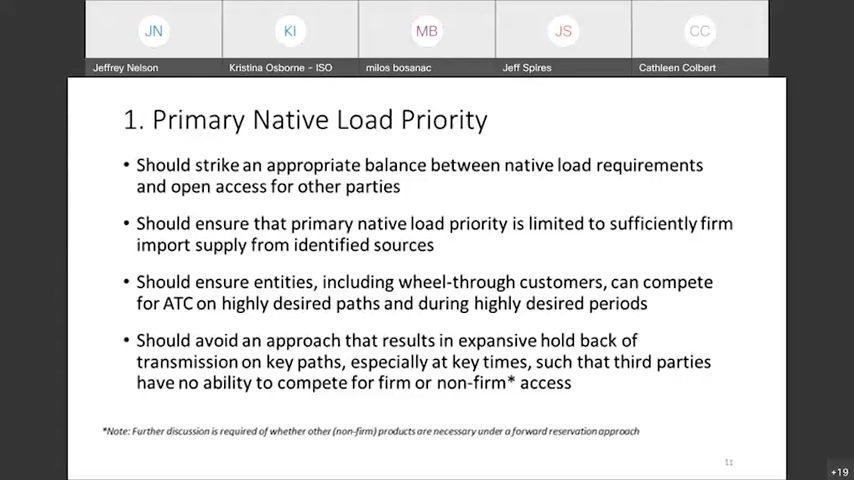 JN
KI
MB
JS
CC
Jeffrey Nelson
Kristina Osborne - ISO
milos bosanac
Jeff Spires
Cathleen Colbert
1. Primary Native Load Priority
• Should strike an appropriate balance between native load requirements
and open access for other parties
• Should ensure that primary native load priority is limited to sufficiently firm
import supply from identified sources
• Should ensure entities, including wheel-through customers, can compete
for ATC on highly desired paths and during highly desired periods
• Should avoid an approach that results in expansive hold back of
transmission on key paths, especially at key times, such that third parties
have no ability to compete for firm or non-firm* access
*Note: Further discussion is required of whether other (non-firm) products are necessary under a forward reservation approach
11
+19